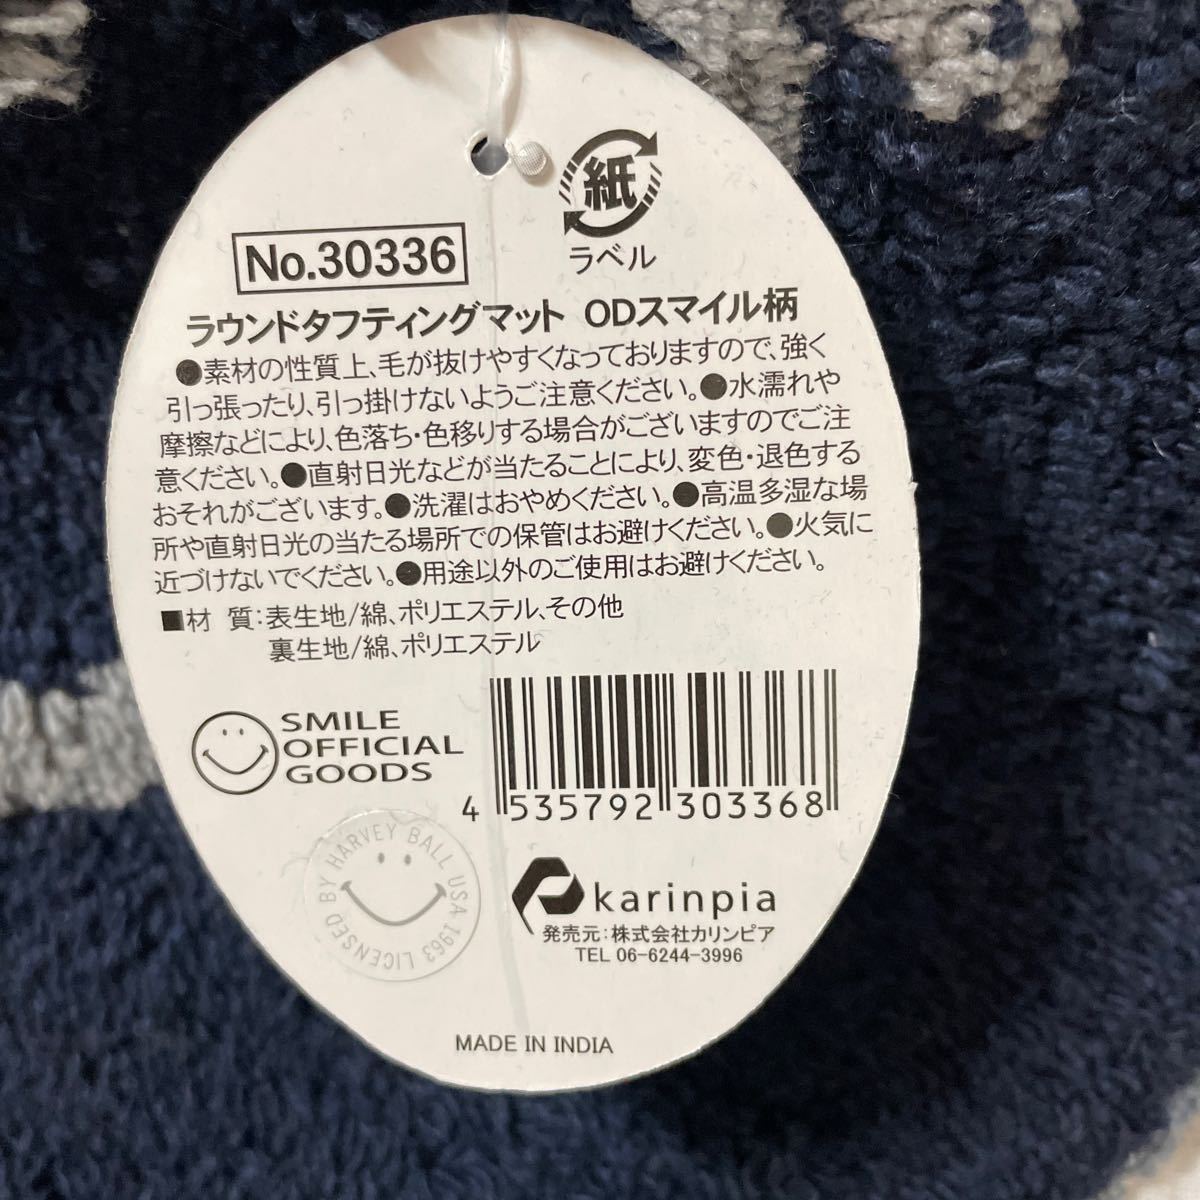 紙
ラベル
No.30336
ラウンドタフティングマット ODスマイル柄
●素材の性質上、毛が抜けやすくなっておりますので、強く
引っ張ったり、引っ掛けないようご注意ください。●水濡れや
摩擦などにより、色落ち・色移りする場合がございますのでご注
意ください。●直射日光などが当たることにより、変色・退色する
おそれがございます。●洗濯はおやめください。●高温多湿な場
所や直射日光の当たる場所での保管はお避けください。●火気に
近づけないでください。●用途以外のご使用はお避けください。
■材 質：表生地/綿、ポリエステル、その他
裏生地/綿、ポリエステル
SMILE
OFFICIAL
GOODS
4 535792 303368
LICENSED BY HARVEY BALL USA 1963
karinpia
発売元：株式会社カリンピア
TEL 06-6244-3996
MADE IN INDIA